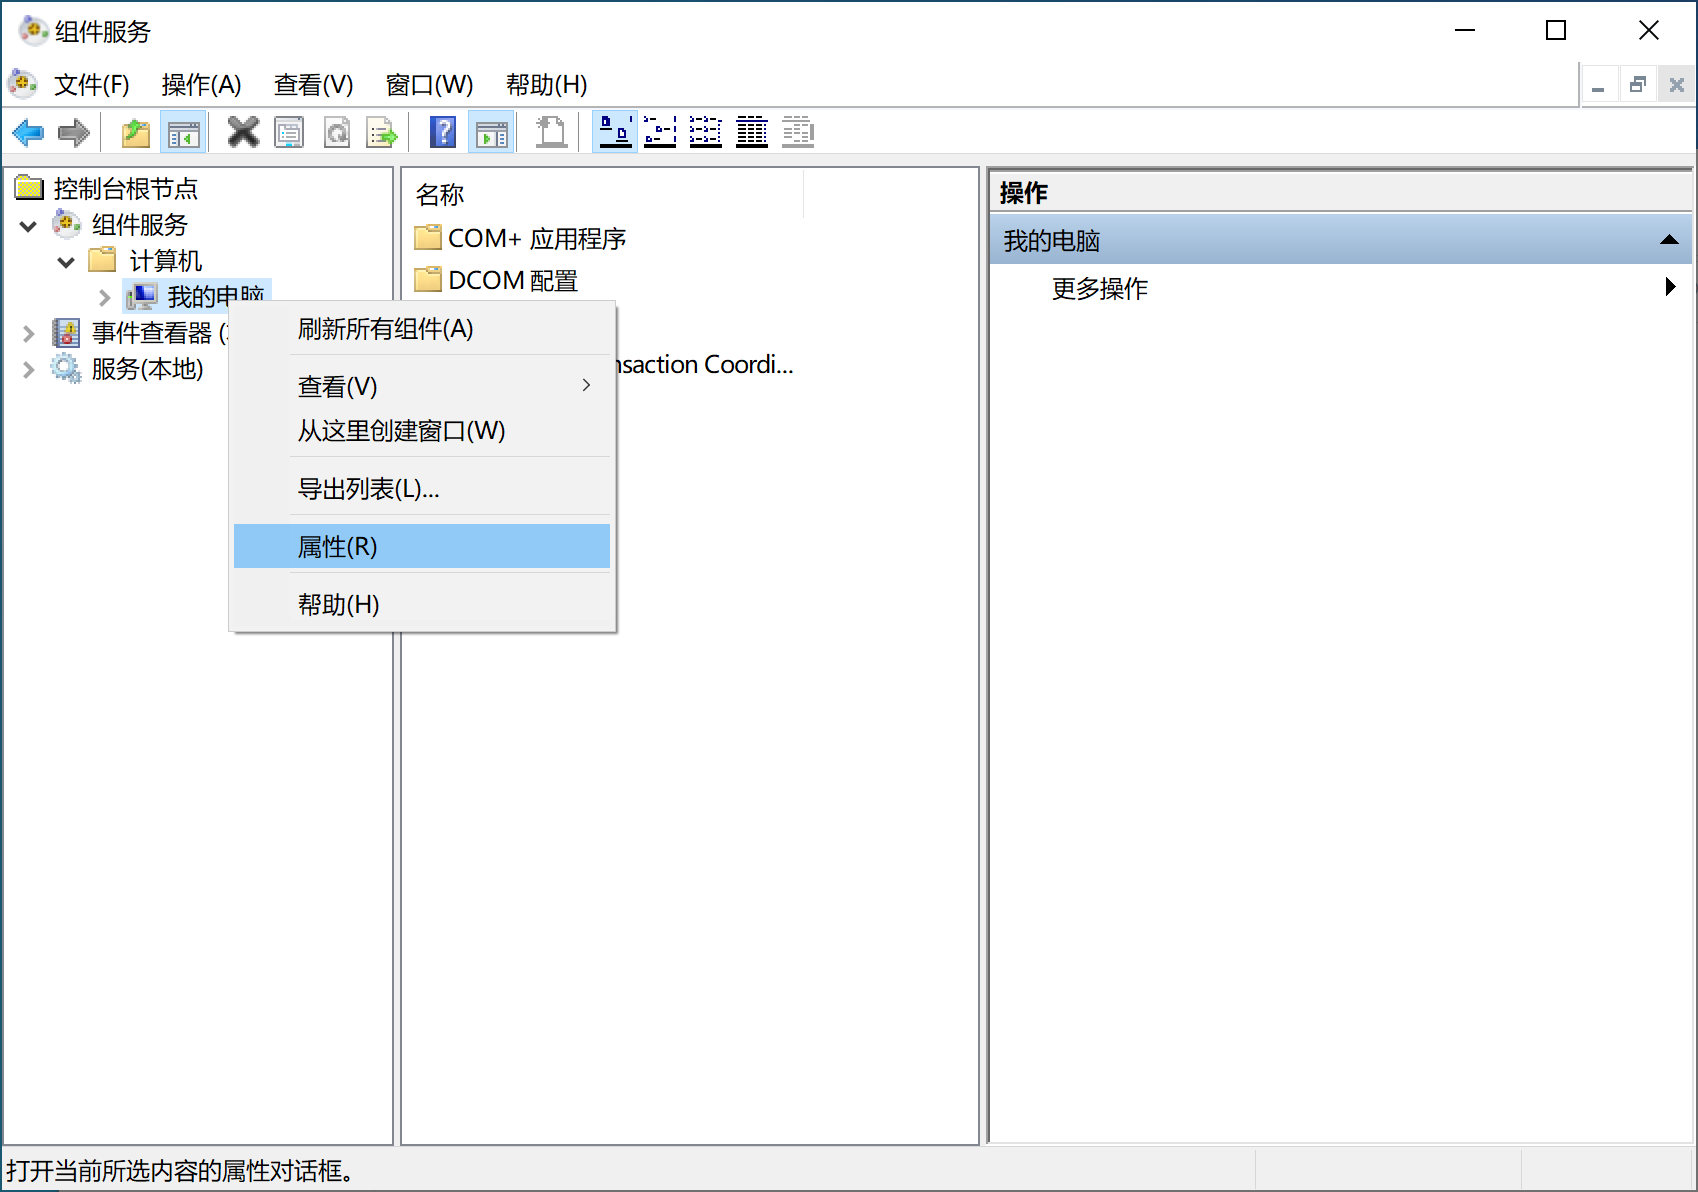 组件服务
文件(F) 操作(A) 查看(V) 窗口(W) 帮助(H)
控制台根节点
组件服务
计算机
我的电脑
事件查看器
服务(本地)
名称
COM+ 应用程序
DCOM 配置
Coordi...
刷新所有组件(A)
查看(V)
从这里创建窗口(W)
导出列表(L)...
属性(R)
帮助(H)
操作
我的电脑
更多操作
打开当前所选内容的属性对话框。